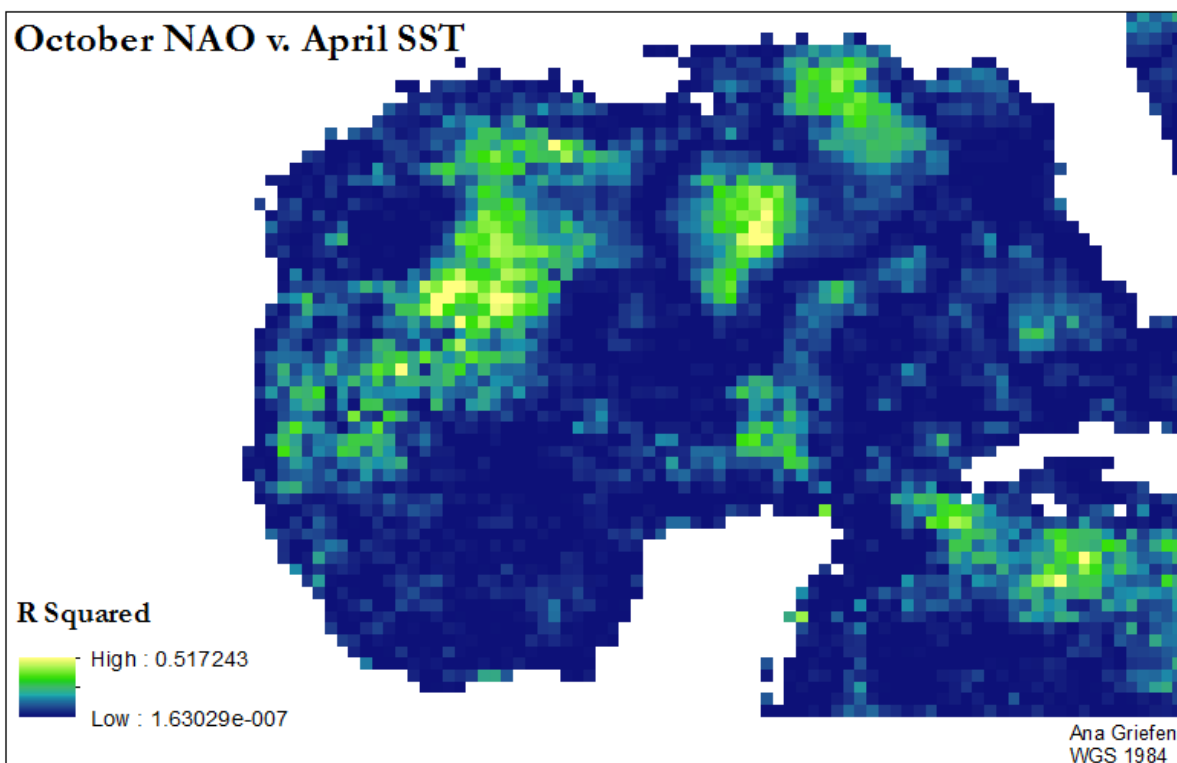 October NAO v. April SST
R Squared
High : 0.517243
Low : 1.63029e-007
Ana Griefen
WGS 1984